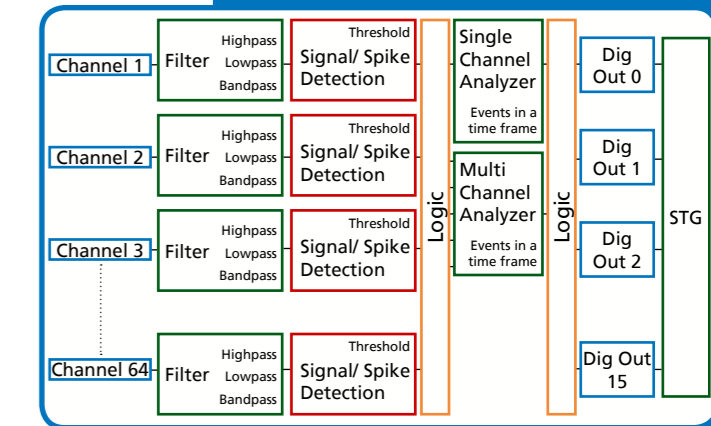 Channel 1
Filter
Highpass
Lowpass
Bandpass
Threshold
Signal/ Spike
Detection
Channel 2
Filter
Highpass
Lowpass
Bandpass
Threshold
Signal/ Spike
Detection
Channel 3
Filter
Highpass
Lowpass
Bandpass
Threshold
Signal/ Spike
Detection
Channel 64
Filter
Highpass
Lowpass
Bandpass
Threshold
Signal/ Spike
Detection
Logic
Single
Channel
Analyzer
Events in a
time frame
Multi
Channel
Analyzer
Events in a
time frame
Logic
Dig
Out 0
Dig
Out 1
Dig
Out 2
Dig Out
15
STG